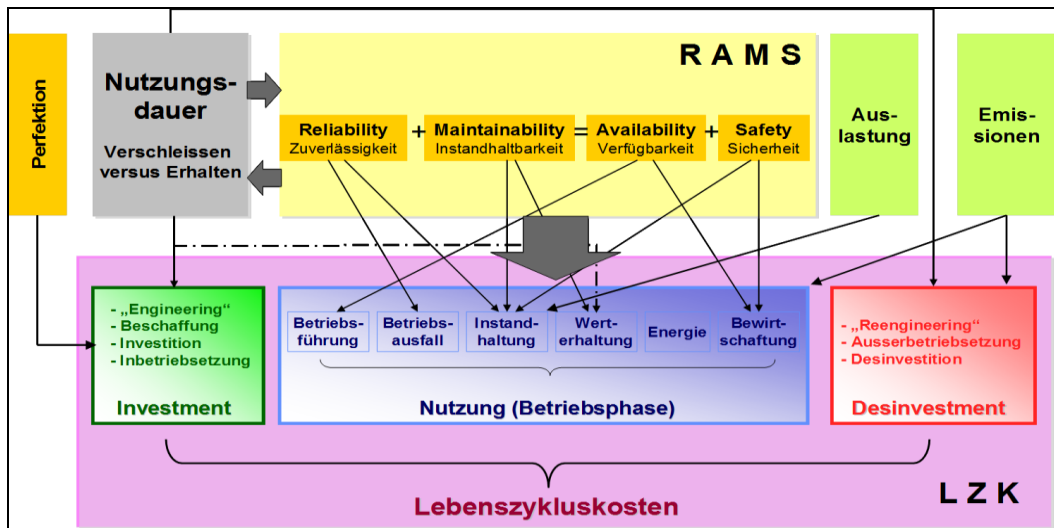 Perfektion
Nutzungs-
dauer
Verschleissen
versus Erhalten
R A M S
Reliability
Zuverlässigkeit
+
Maintainability
Instandhaltbarkeit
=
Availability
Verfügbarkeit
+
Safety
Sicherheit
Aus-
lastung
Emis-
sionen
- „Engineering“
- Beschaffung
- Investition
- Inbetriebsetzung
Investment
Betriebs-
führung
Betriebs-
ausfall
Instand-
haltung
Wert-
erhaltung
Energie
Bewirt-
schaftung
Nutzung (Betriebsphase)
- „Reengineering“
- Ausserbetriebsetzung
- Desinvestition
Desinvestment
Lebenszykluskosten
L Z K